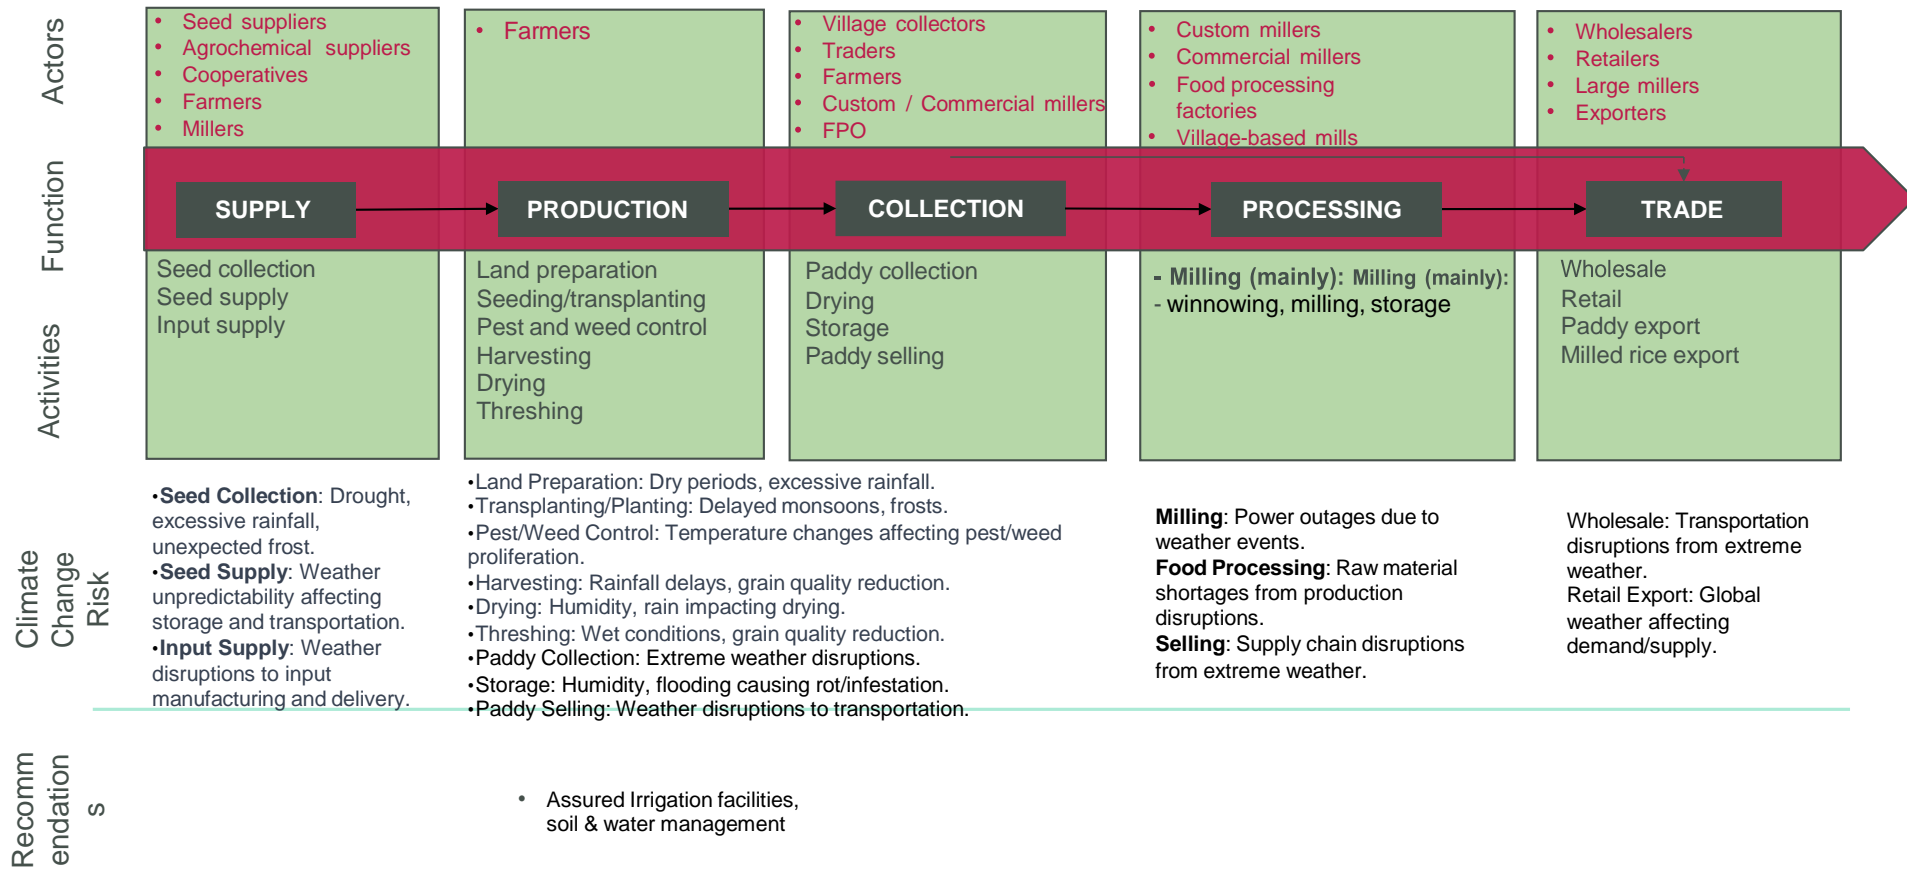 Actors
• Seed suppliers
• Agrochemical suppliers
• Cooperatives
• Farmers
• Millers
• Farmers
• Village collectors
• Traders
• Farmers
• Custom / Commercial millers
• FPO
• Custom millers
• Commercial millers
• Food processing
factories
• Village-based mills
• Wholesalers
• Retailers
• Large millers
• Exporters
Function
SUPPLY
PRODUCTION
COLLECTION
PROCESSING
TRADE
Activities
Seed collection
Seed supply
Input supply
Land preparation
Seeding/transplanting
Pest and weed control
Harvesting
Drying
Threshing
Paddy collection
Drying
Storage
Paddy selling
- Milling (mainly): Milling (mainly):
- winnowing, milling, storage
Wholesale
Retail
Paddy export
Milled rice export
Climate
Change
Risk
•Seed Collection: Drought,
excessive rainfall,
unexpected frost.
•Seed Supply: Weather
unpredictability affecting
storage and transportation.
•Input Supply: Weather
disruptions to input
manufacturing and delivery.
•Land Preparation: Dry periods, excessive rainfall.
•Transplanting/Planting: Delayed monsoons, frosts.
•Pest/Weed Control: Temperature changes affecting pest/weed
proliferation.
•Harvesting: Rainfall delays, grain quality reduction.
•Drying: Humidity, rain impacting drying.
•Threshing: Wet conditions, grain quality reduction.
•Paddy Collection: Extreme weather disruptions.
•Storage: Humidity, flooding causing rot/infestation.
•Paddy Selling: Weather disruptions to transportation.
Milling: Power outages due to
weather events.
Food Processing: Raw material
shortages from production
disruptions.
Selling: Supply chain disruptions
from extreme weather.
Wholesale: Transportation
disruptions from extreme
weather.
Retail Export: Global
weather affecting
demand/supply.
Recomm
endation
s
• Assured Irrigation facilities,
soil & water management